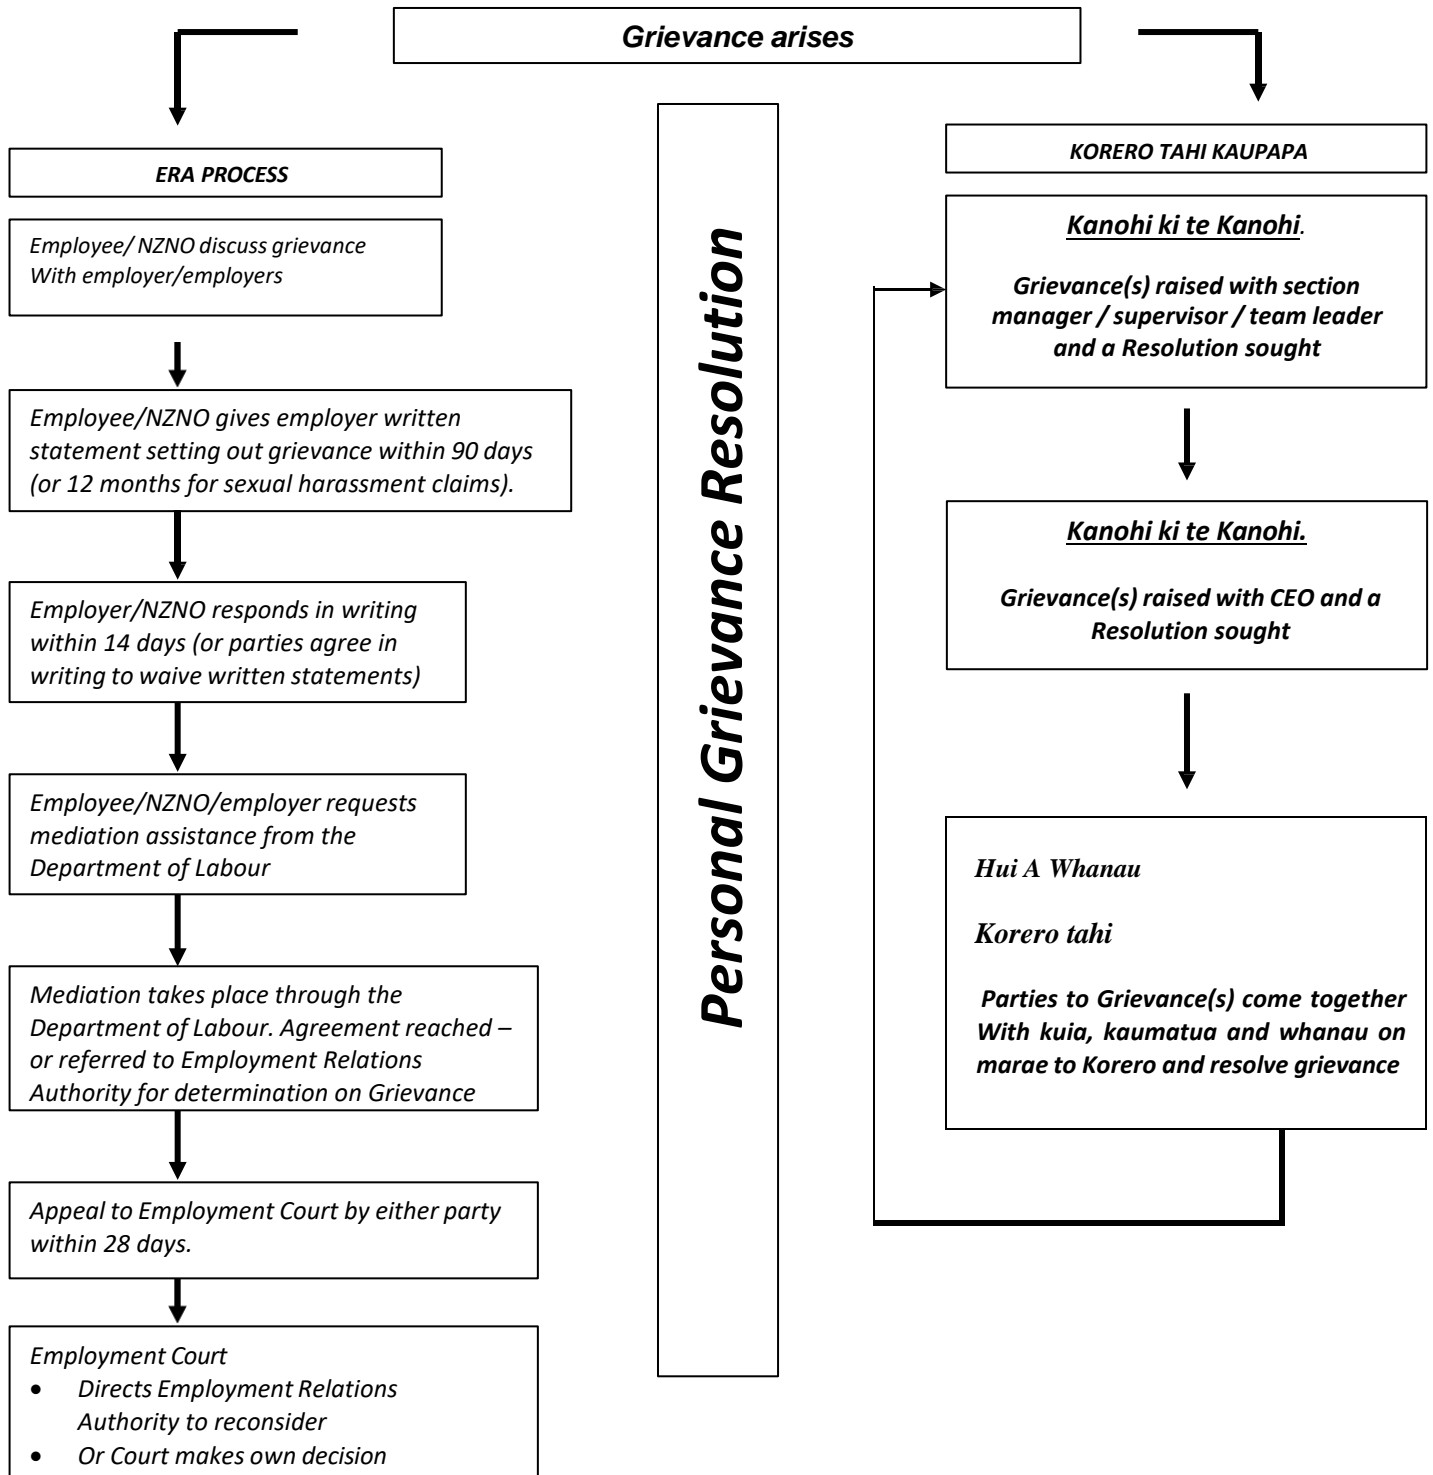 Grievance arises
ERA PROCESS
Employee/ NZNO discuss grievance
With employer/employers
Employee/NZNO gives employer written
statement setting out grievance within 90 days
(or 12 months for sexual harassment claims).
Employer/NZNO responds in writing
within 14 days (or parties agree in
writing to waive written statements)
Employee/NZNO/employer requests
mediation assistance from the
Department of Labour
Mediation takes place through the
Department of Labour. Agreement reached –
or referred to Employment Relations
Authority for determination on Grievance
Appeal to Employment Court by either party
within 28 days.
Employment Court
• Directs Employment Relations
Authority to reconsider
• Or Court makes own decision
Personal Grievance Resolution
KORERO TAHI KAUPAPA
Kanohi ki te Kanohi.
Grievance(s) raised with section
manager / supervisor / team leader
and a Resolution sought
Kanohi ki te Kanohi.
Grievance(s) raised with CEO and a
Resolution sought
Hui A Whanau
Korero tahi
Parties to Grievance(s) come together
With kuia, kaumatua and whanau on
marae to Korero and resolve grievance